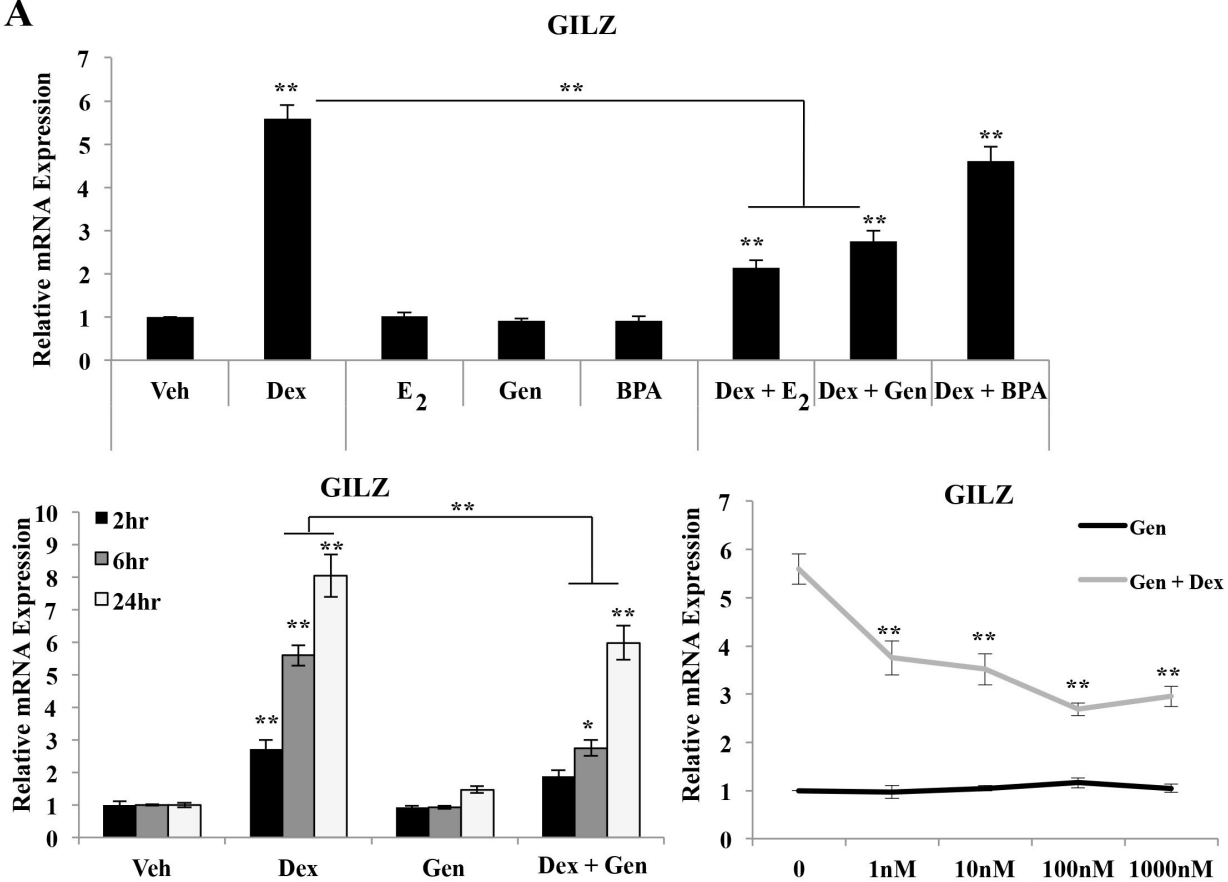 A
GILZ
Relative mRNA Expression
7
6
5
4
3
2
1
0
**
**
**
**
**
Veh Dex E2 Gen BPA Dex + E2 Dex + Gen Dex + BPA
GILZ
Relative mRNA Expression
10
9
8
7
6
5
4
3
2
1
0
2hr
6hr
24hr
**
**
**
**
**
*
Veh Dex Gen Dex + Gen
GILZ
Relative mRNA Expression
7
6
5
4
3
2
1
0
Gen
Gen + Dex
**
**
**
**
0 1nM 10nM 100nM 1000nM